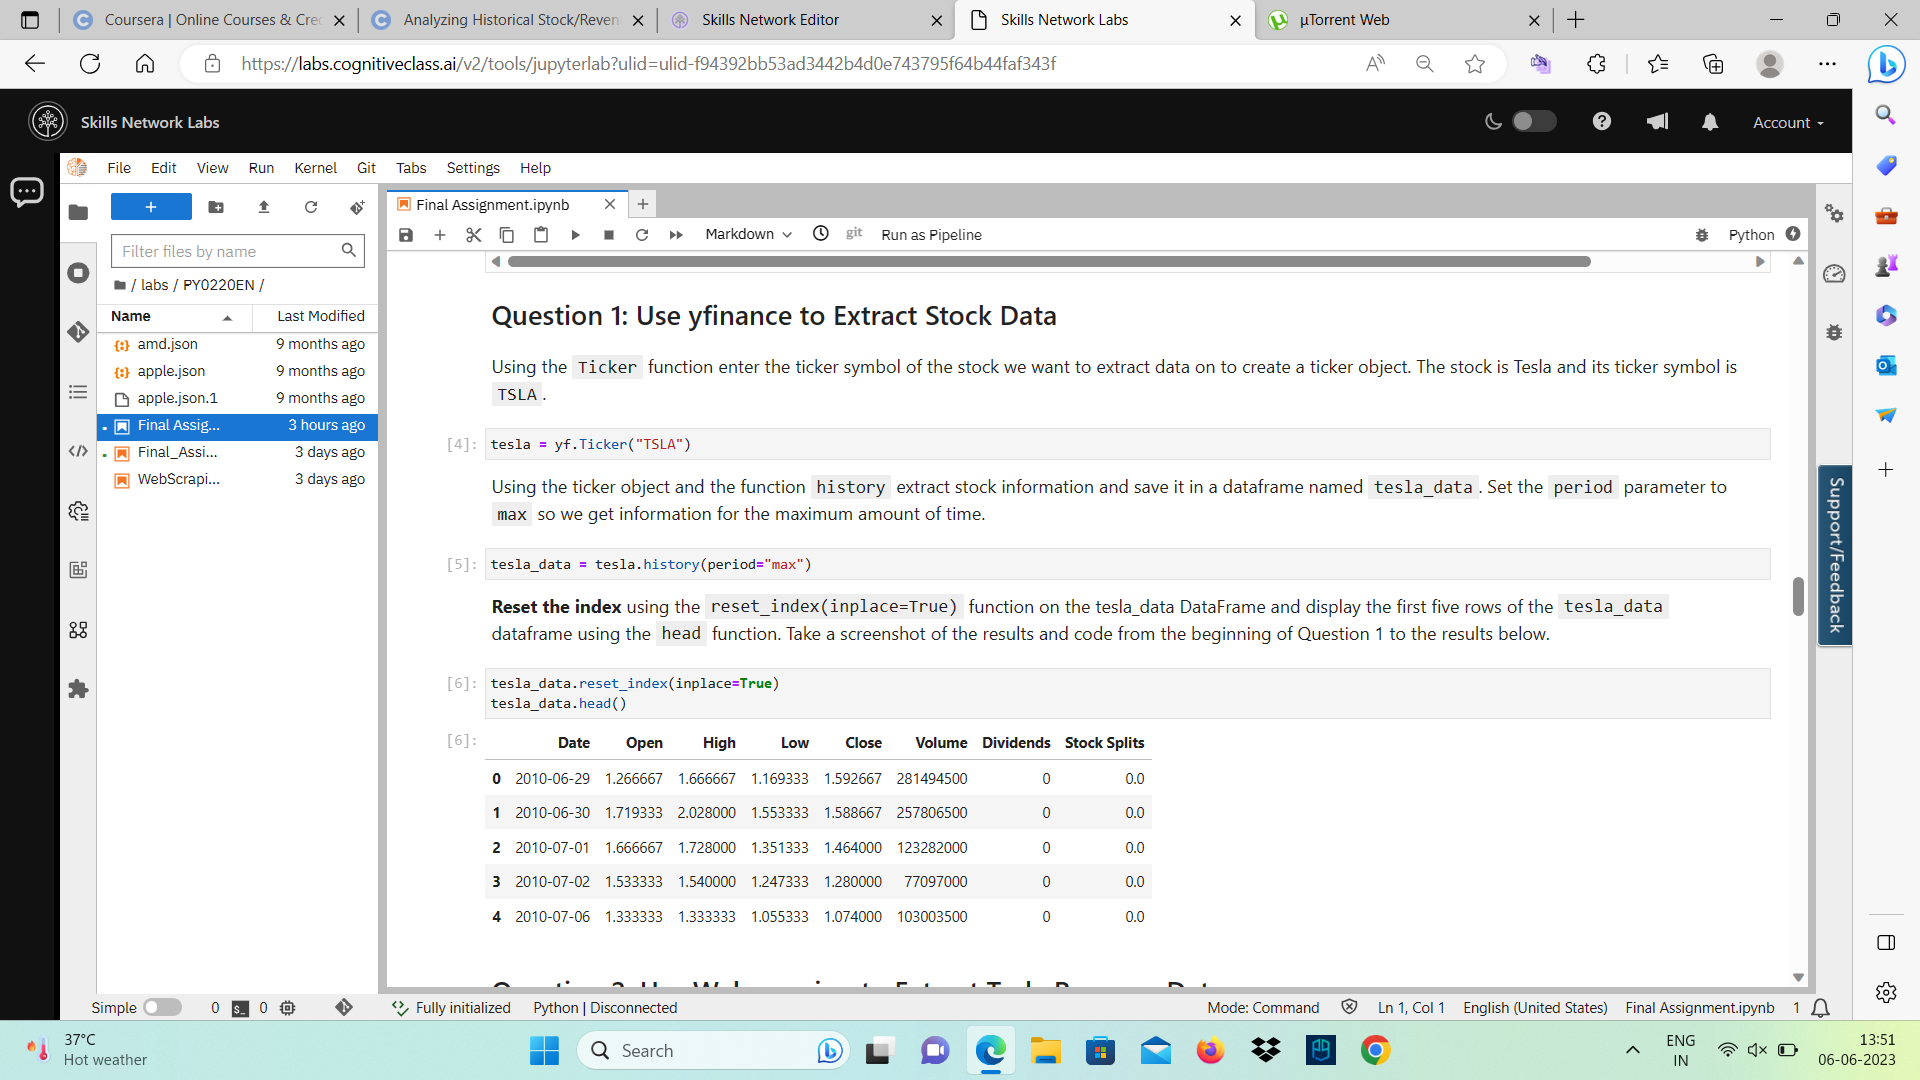 Coursera | Online Courses & Cred
Analyzing Historical Stock/Reven
Skills Network Editor
Skills Network Labs
µTorrent Web
https://labs.cognitiveclass.ai/v2/tools/jupyterlab?ulid=ulid-f94392bb53ad3442b4d0e743795f64b44faf343f
Skills Network Labs
Account
File Edit View Run Kernel Git Tabs Settings Help
Final Assignment.ipynb
Filter files by name
Markdown
git
Run as Pipeline
Python
/ labs / PY0220EN /
Name Last Modified
amd.json 9 months ago
apple.json 9 months ago
apple.json.1 9 months ago
Final Assig... 3 hours ago
Final_Assi... 3 days ago
WebScrapi... 3 days ago
Question 1: Use yfinance to Extract Stock Data
Using the Ticker function enter the ticker symbol of the stock we want to extract data on to create a ticker object. The stock is Tesla and its ticker symbol is
TSLA .
[4]: tesla = yf.Ticker("TSLA")
Using the ticker object and the function history extract stock information and save it in a dataframe named tesla_data . Set the period parameter to
max so we get information for the maximum amount of time.
[5]: tesla_data = tesla.history(period="max")
Reset the index using the reset_index(inplace=True) function on the tesla_data DataFrame and display the first five rows of the tesla_data
dataframe using the head function. Take a screenshot of the results and code from the beginning of Question 1 to the results below.
[6]: tesla_data.reset_index(inplace=True)
tesla_data.head()
[6]: Date Open High Low Close Volume Dividends Stock Splits
0 2010-06-29 1.266667 1.666667 1.169333 1.592667 281494500 0 0.0
1 2010-06-30 1.719333 2.028000 1.553333 1.588667 257806500 0 0.0
2 2010-07-01 1.666667 1.728000 1.351333 1.464000 123282000 0 0.0
3 2010-07-02 1.533333 1.540000 1.247333 1.280000 77097000 0 0.0
4 2010-07-06 1.333333 1.333333 1.055333 1.074000 103003500 0 0.0
Support/Feedback
Simple 0 0 Fully initialized Python | Disconnected Mode: Command Ln 1, Col 1 English (United States) Final Assignment.ipynb 1
37°C
Hot weather
Search
ENG
IN
13:51
06-06-2023